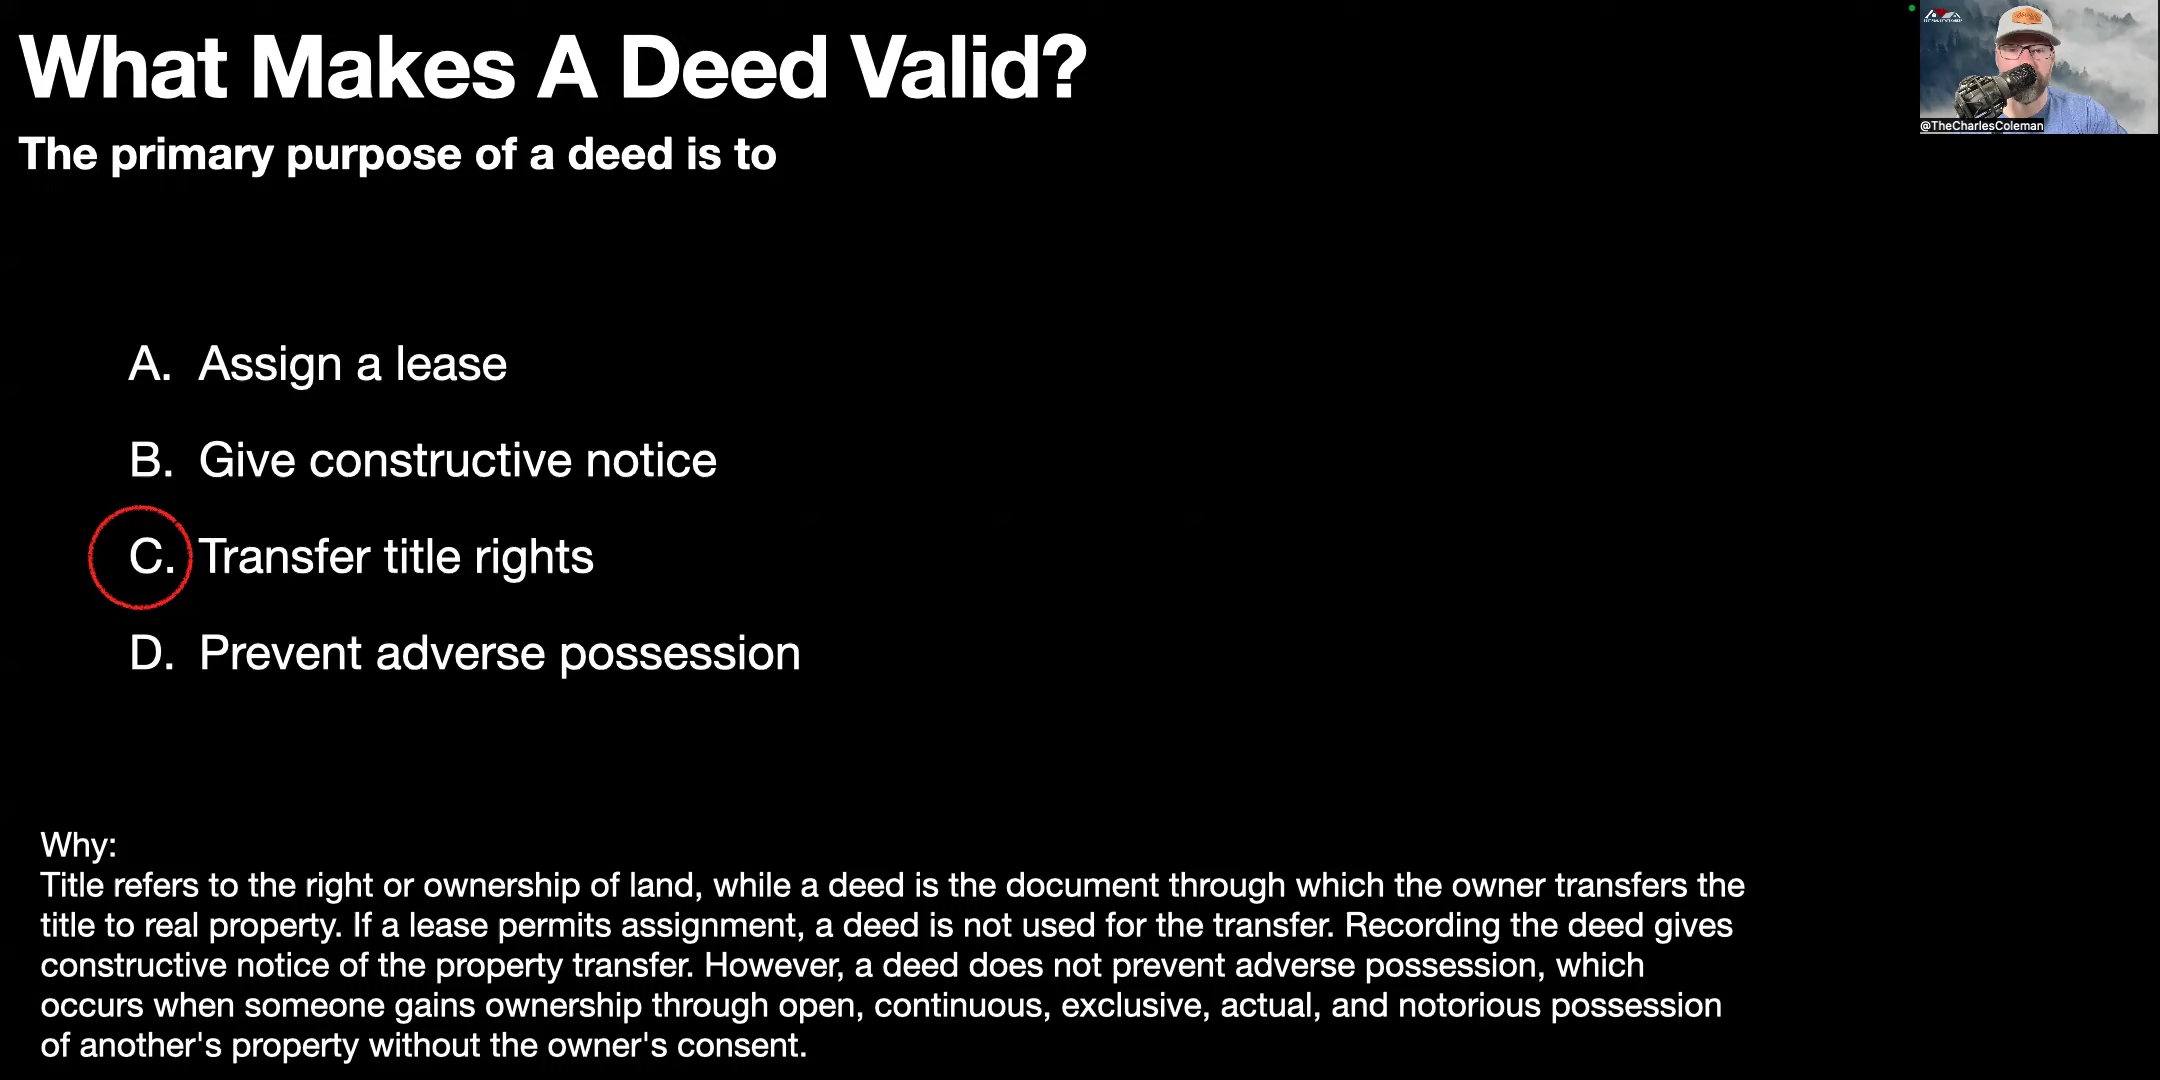 What Makes A Deed Valid?
The primary purpose of a deed is to
@TheCharlesColeman
A. Assign a lease
B. Give constructive notice
C. Transfer title rights
D. Prevent adverse possession
Why:
Title refers to the right or ownership of land, while a deed is the document through which the owner transfers the
title to real property. If a lease permits assignment, a deed is not used for the transfer. Recording the deed gives
constructive notice of the property transfer. However, a deed does not prevent adverse possession, which
occurs when someone gains ownership through open, continuous, exclusive, actual, and notorious possession
of another's property without the owner's consent.